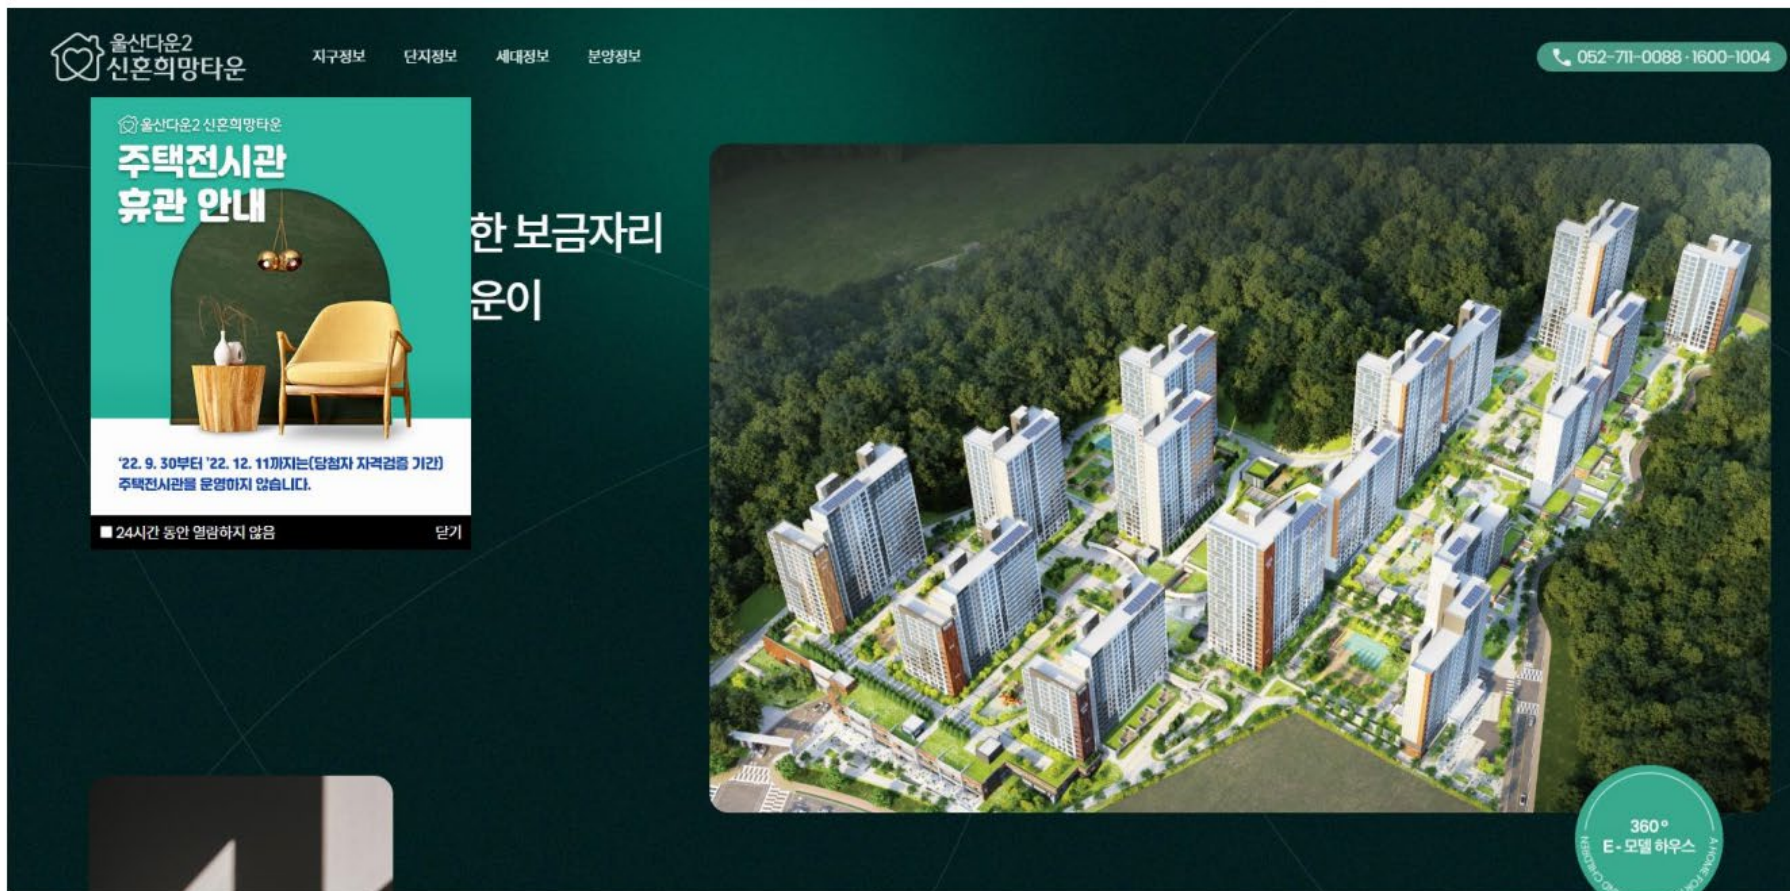 울산다운2
신혼희망타운
지구정보 단지정보 세대정보 분양정보
052-711-0088 · 1600-1004
울산다운2 신혼희망타운
주택전시관
휴관 안내
한 보금자리
운이
'22. 9. 30부터 '22. 12. 11까지는(당첨자 자격검증 기간)
주택전시관을 운영하지 않습니다.
24시간 동안 열람하지 않음 닫기
360°
E - 모델 하우스
A HOME FOR
CHILDREN